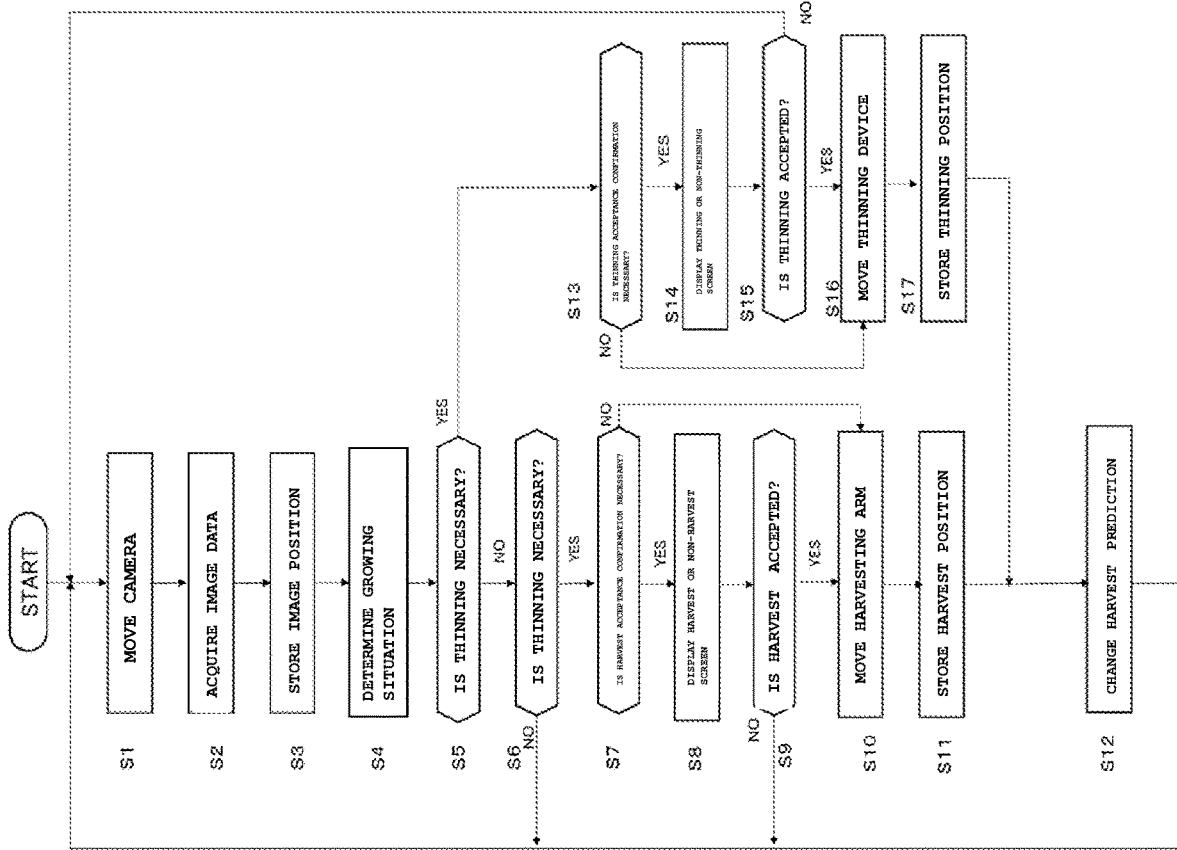 START
S1
MOVE CAMERA
S2
ACQUIRE IMAGE DATA
S3
STORE IMAGE POSITION
S4
DETERMINE GROWING
SITUATION
S5
IS THINNING NECESSARY?
YES
NO
S6
IS THINNING NECESSARY?
NO
YES
S7
IS HARVEST ACCEPTANCE CONFIRMATION NECESSARY?
NO
YES
S8
DISPLAY HARVEST OR NON-HARVEST
SCREEN
S9
IS HARVEST ACCEPTED?
NO
YES
S10
MOVE HARVESTING ARM
S11
STORE HARVEST POSITION
S12
CHANGE HARVEST PREDICTION
S13
IS THINNING ACCEPTANCE CONFIRMATION
NECESSARY?
NO
YES
S14
DISPLAY THINNING OR NON-THINNING
SCREEN
S15
IS THINNING ACCEPTED?
NO
YES
S16
MOVE THINNING DEVICE
S17
STORE THINNING POSITION